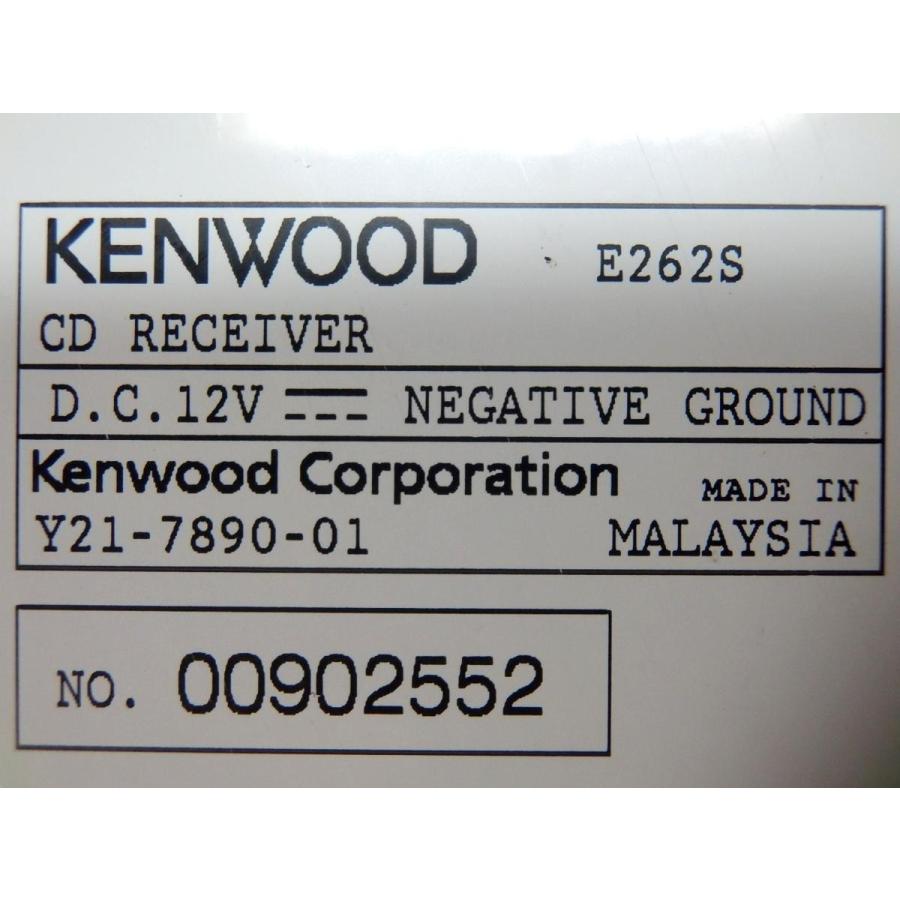 KENWOOD E262S
CD RECEIVER
D.C.12V NEGATIVE GROUND
Kenwood Corporation MADE IN
Y21-7890-01 MALAYSIA
NO. 00902552